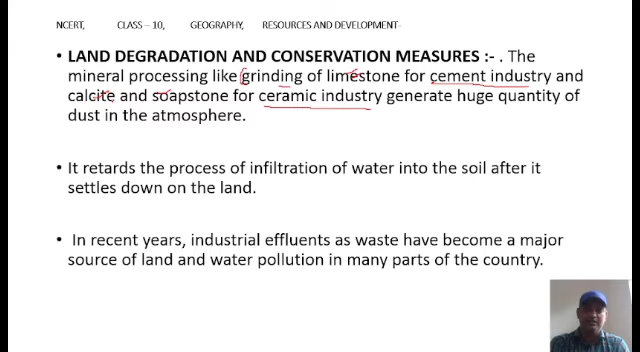 NCERT, CLASS – 10, GEOGRAPHY, RESOURCES AND DEVELOPMENT-
• LAND DEGRADATION AND CONSERVATION MEASURES :- . The
mineral processing like grinding of limestone for cement industry and
calcite and soapstone for ceramic industry generate huge quantity of
dust in the atmosphere.
• It retards the process of infiltration of water into the soil after it
settles down on the land.
• In recent years, industrial effluents as waste have become a major
source of land and water pollution in many parts of the country.